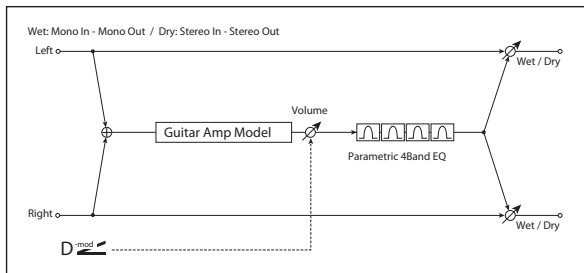 Wet: Mono In - Mono Out / Dry: Stereo In - Stereo Out
Left
Wet / Dry
Volume
Guitar Amp Model
Parametric 4Band EQ
Right
Wet / Dry
D-mod